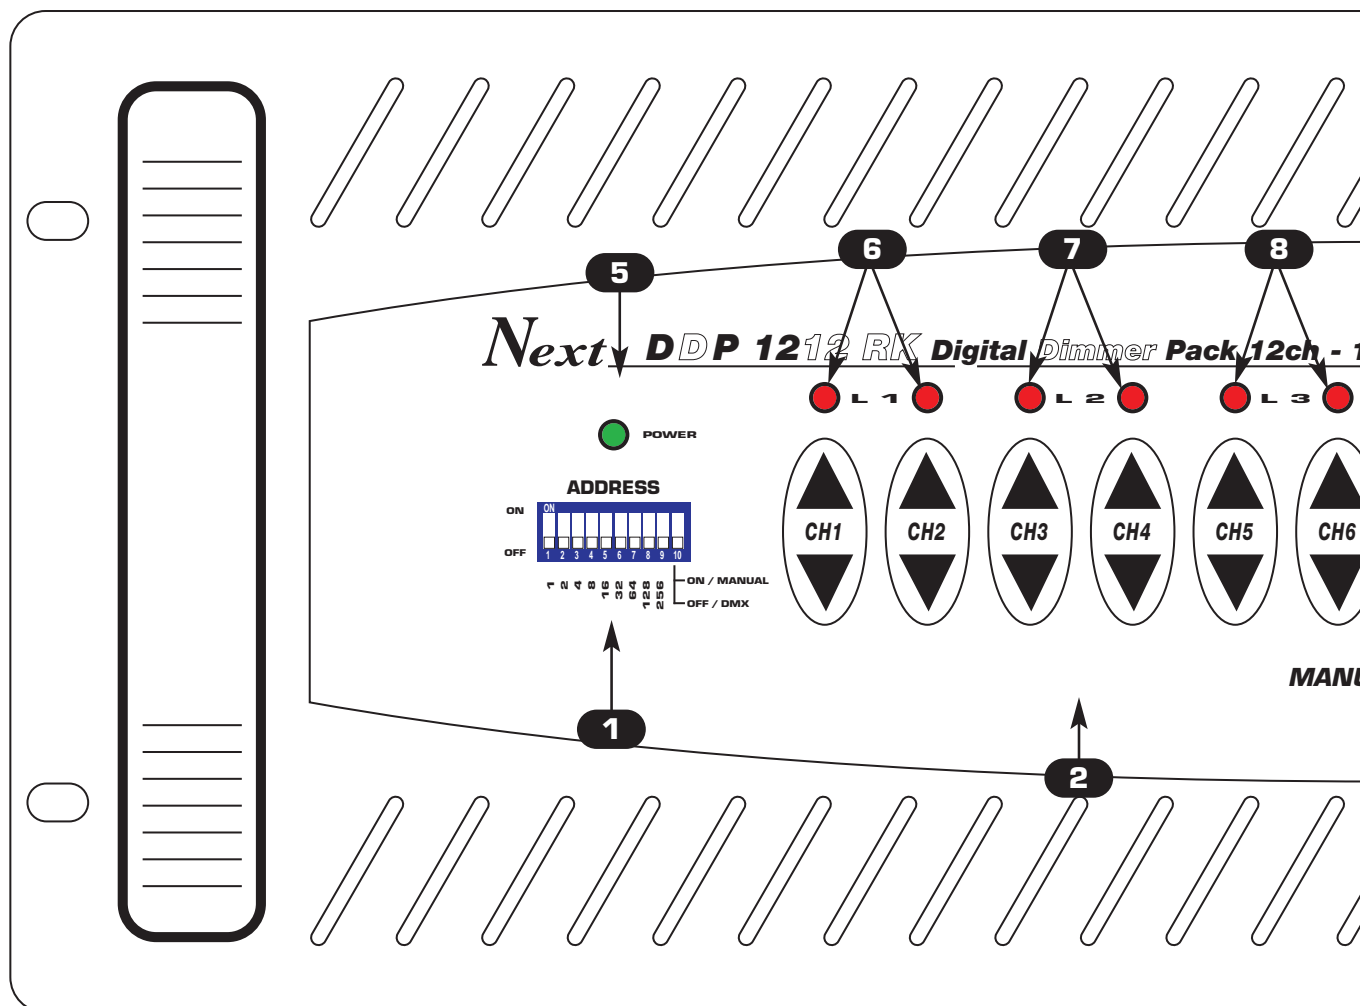 6 7 8
5
Next DDP 1212 RK Digital Dimmer Pack 12ch - 1
L 1 L 2 L 3
POWER
ADDRESS
ON ON
CH1 CH2 CH3 CH4 CH5 CH6
OFF 1 2 3 4 5 6 7 8 9 10
1 2 4 8 16 32 64 128 256 ON / MANUAL
OFF / DMX
MANU
1
2